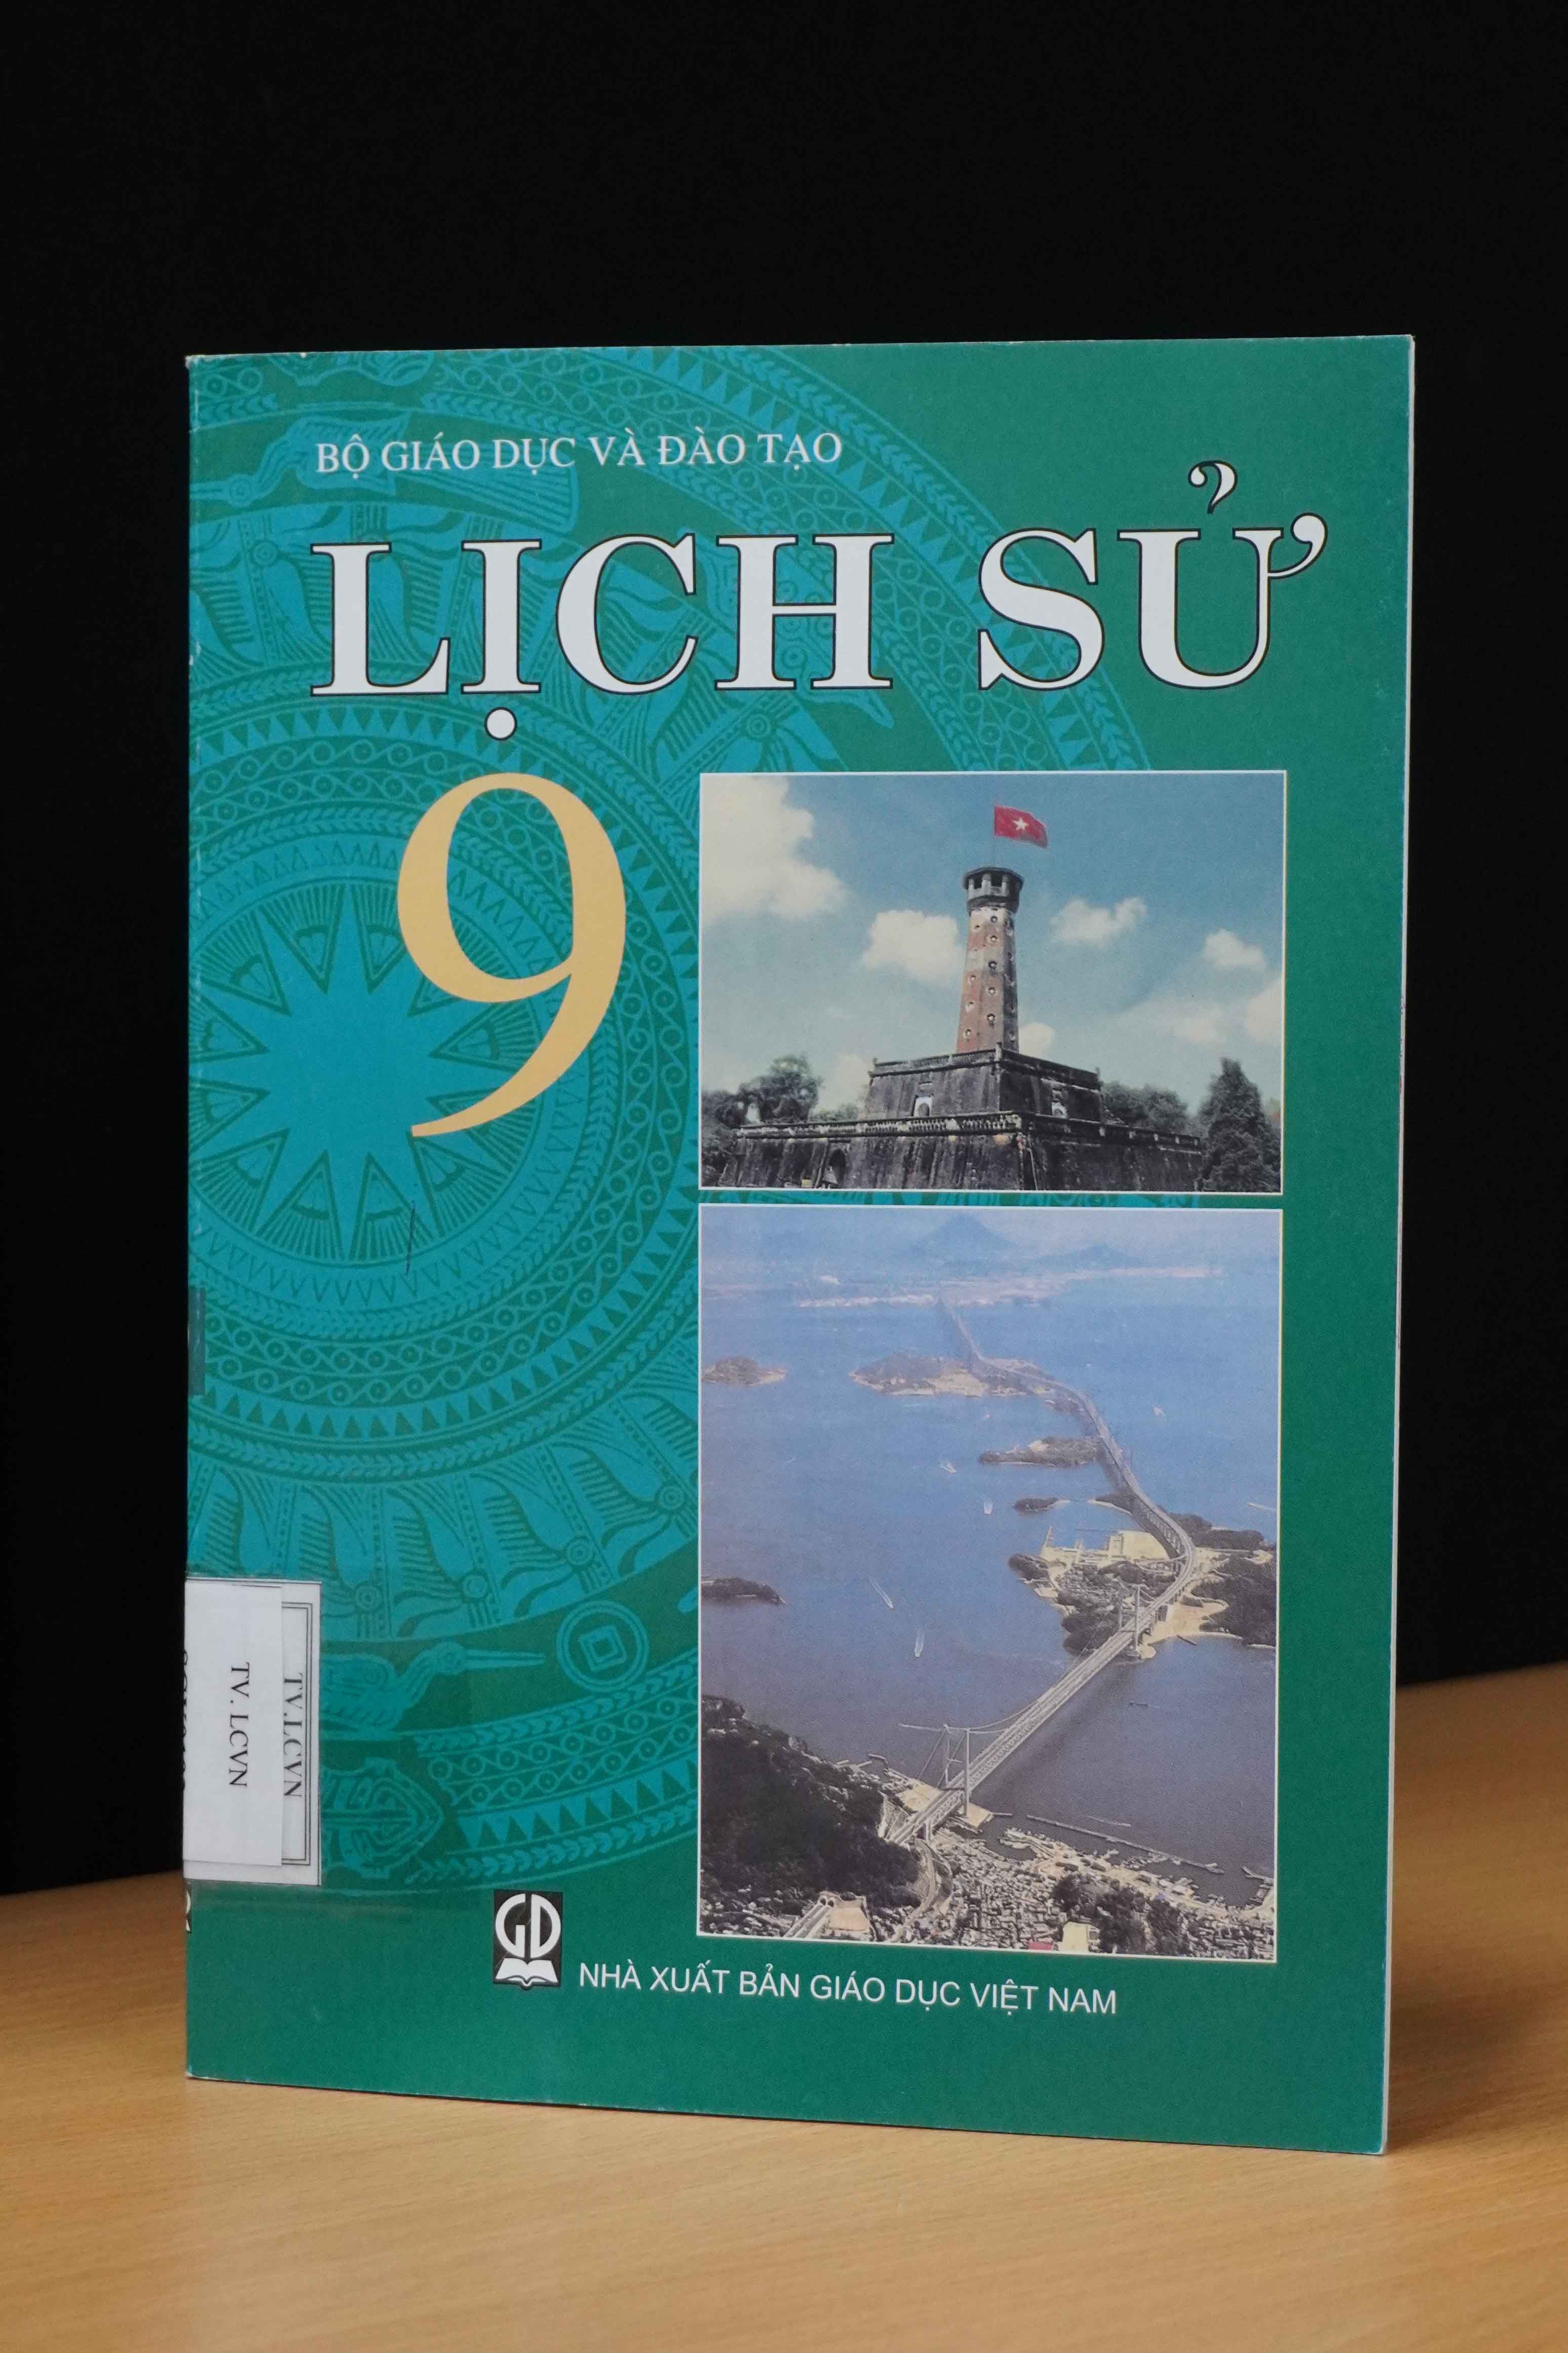 BỘ GIÁO DỤC VÀ ĐÀO TẠO
LỊCH SỬ
9
TV.LCVN
TV. LCVN
GD
NHÀ XUẤT BẢN GIÁO DỤC VIỆT NAM